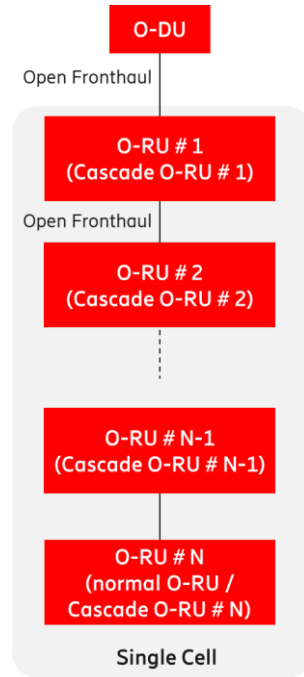 O-DU
Open Fronthaul
O-RU # 1
(Cascade O-RU # 1)
Open Fronthaul
O-RU # 2
(Cascade O-RU # 2)
O-RU # N-1
(Cascade O-RU # N-1)
O-RU # N
(normal O-RU /
Cascade O-RU # N)
Single Cell